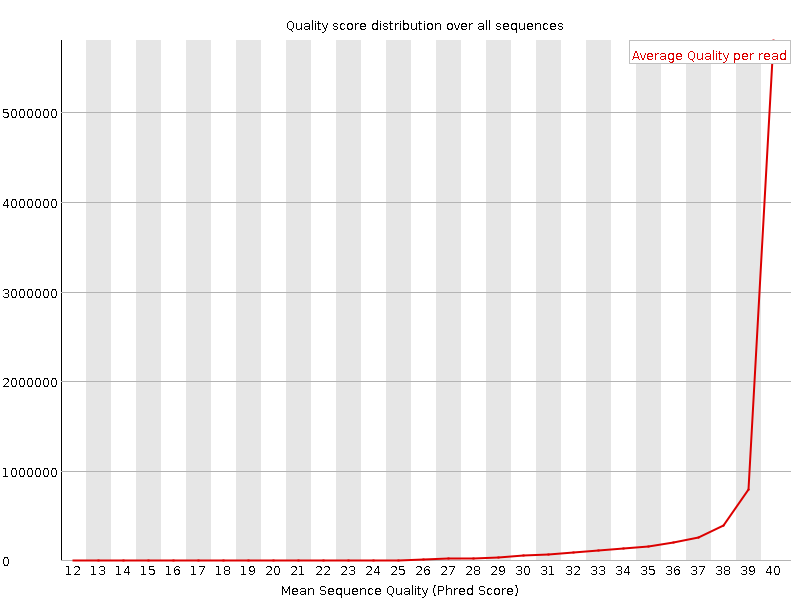 Quality score distribution over all sequences
Average Quality per read
5000000
4000000
3000000
2000000
1000000
0
12 13 14 15 16 17 18 19 20 21 22 23 24 25 26 27 28 29 30 31 32 33 34 35 36 37 38 39 40
Mean Sequence Quality (Phred Score)